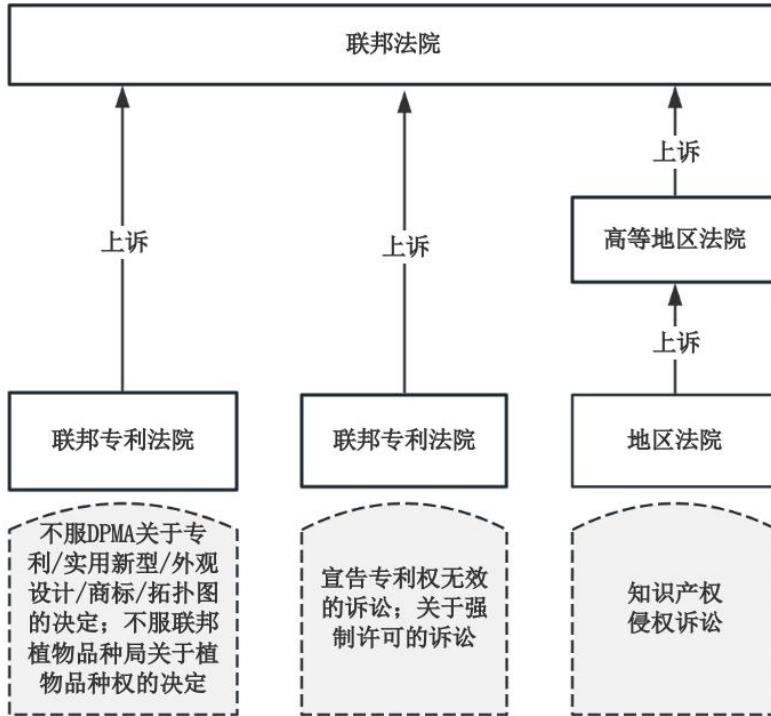 联邦法院
上诉
上诉
上诉
高等地区法院
上诉
联邦专利法院
联邦专利法院
地区法院
不服DPMA关于专
利/实用新型/外观
设计/商标/拓扑图
的决定；不服联邦
植物品种局关于植
物品种权的决定
宣告专利权无效
的诉讼；关于强
制许可的诉讼
知识产权
侵权诉讼